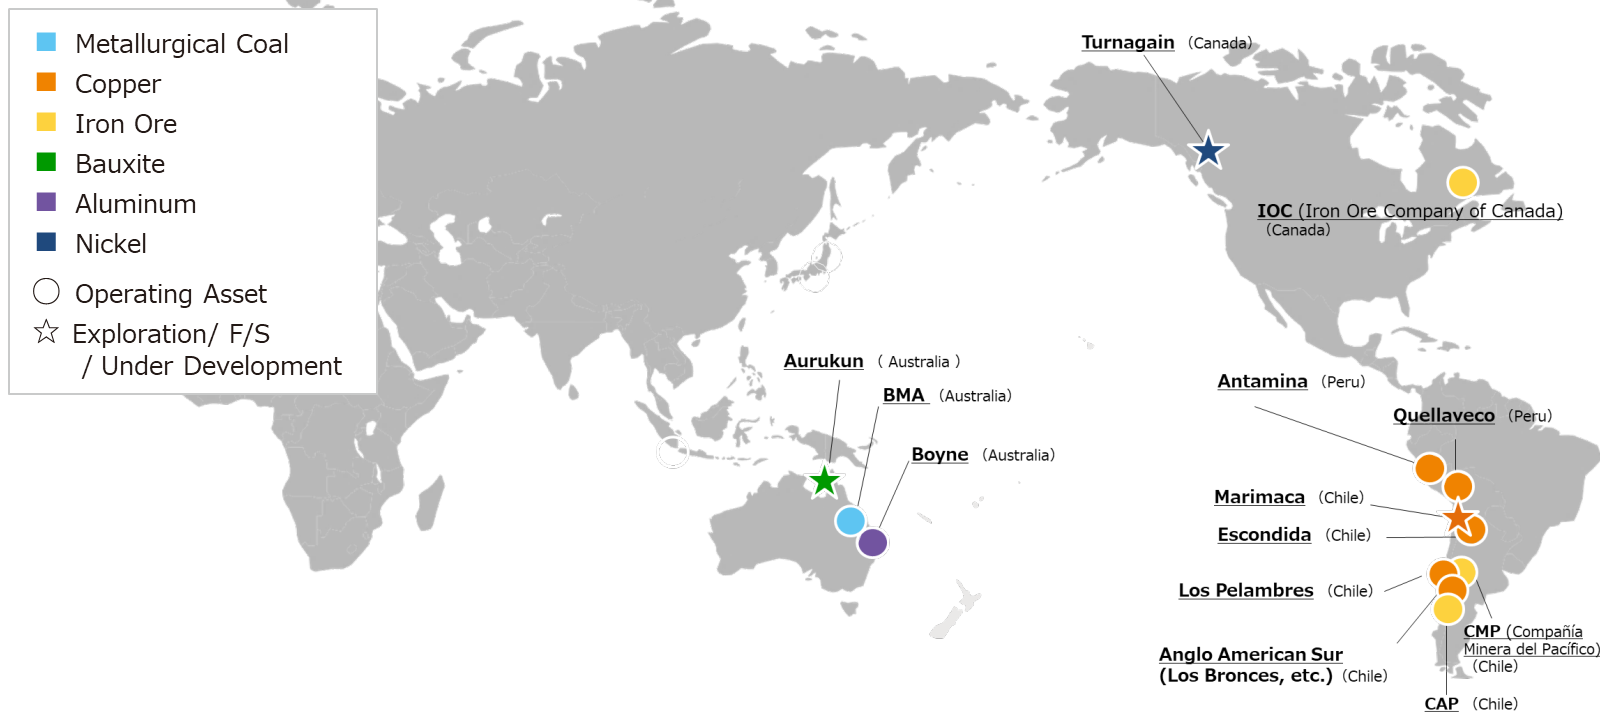 Metallurgical Coal
Copper
Iron Ore
Bauxite
Aluminum
Nickel
Operating Asset
Exploration/ F/S
/ Under Development
Turnagain （Canada）
IOC (Iron Ore Company of Canada)
（Canada）
Aurukun （ Australia ）
BMA （Australia）
Boyne （Australia）
Antamina （Peru）
Quellaveco （Peru）
Marimaca （Chile）
Escondida （Chile）
Los Pelambres （Chile）
CMP (Compañía
Minera del Pacífico)
（Chile）
Anglo American Sur
(Los Bronces, etc.)（Chile）
CAP （Chile）